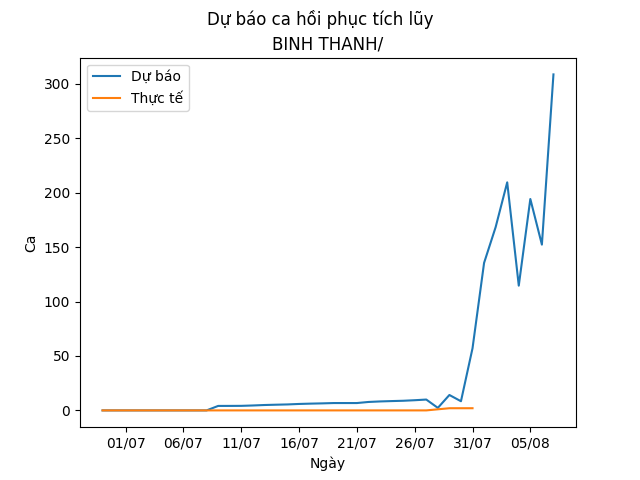 Dự báo ca hồi phục tích lũy
BINH THANH/
Dự báo
Thực tế
300
250
200
150
100
50
0
Ca
01/07 06/07 11/07 16/07 21/07 26/07 31/07 05/08
Ngày